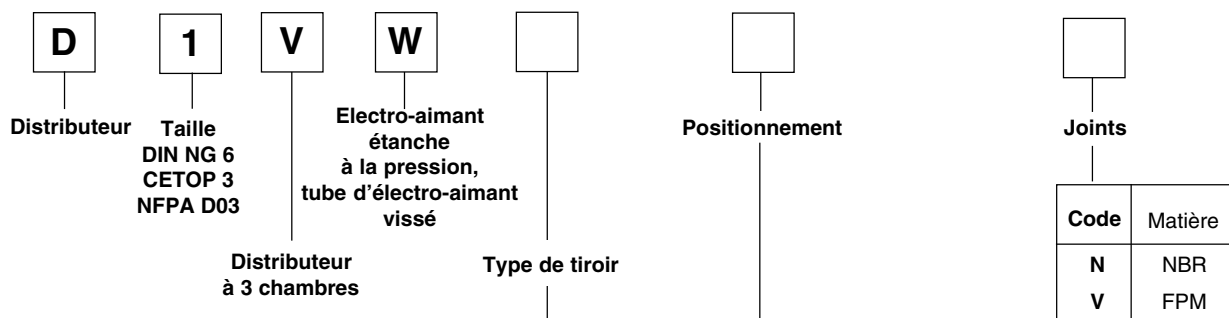 D 1 V W
Distributeur
Taille
DIN NG 6
CETOP 3
NFPA D03
Distributeur
à 3 chambres
Electro-aimant
étanche
à la pression,
tube d'électro-aimant
vissé
Type de tiroir
Positionnement
Joints
Code Matière
N NBR
V FPM